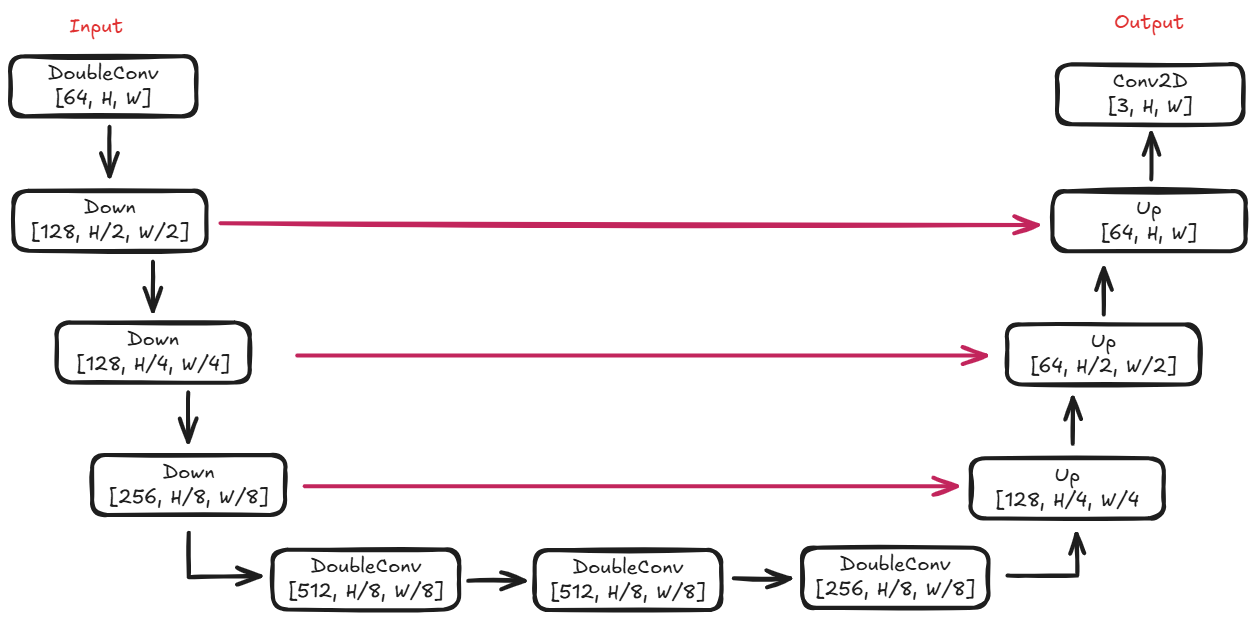 Input
Output
DoubleConv
[64, H, W]
Conv2D
[3, H, W]
Down
[128, H/2, W/2]
Up
[64, H, W]
Down
[128, H/4, W/4]
Up
[64, H/2, W/2]
Down
[256, H/8, W/8]
Up
[128, H/4, W/4
DoubleConv
[512, H/8, W/8]
DoubleConv
[512, H/8, W/8]
DoubleConv
[256, H/8, W/8]